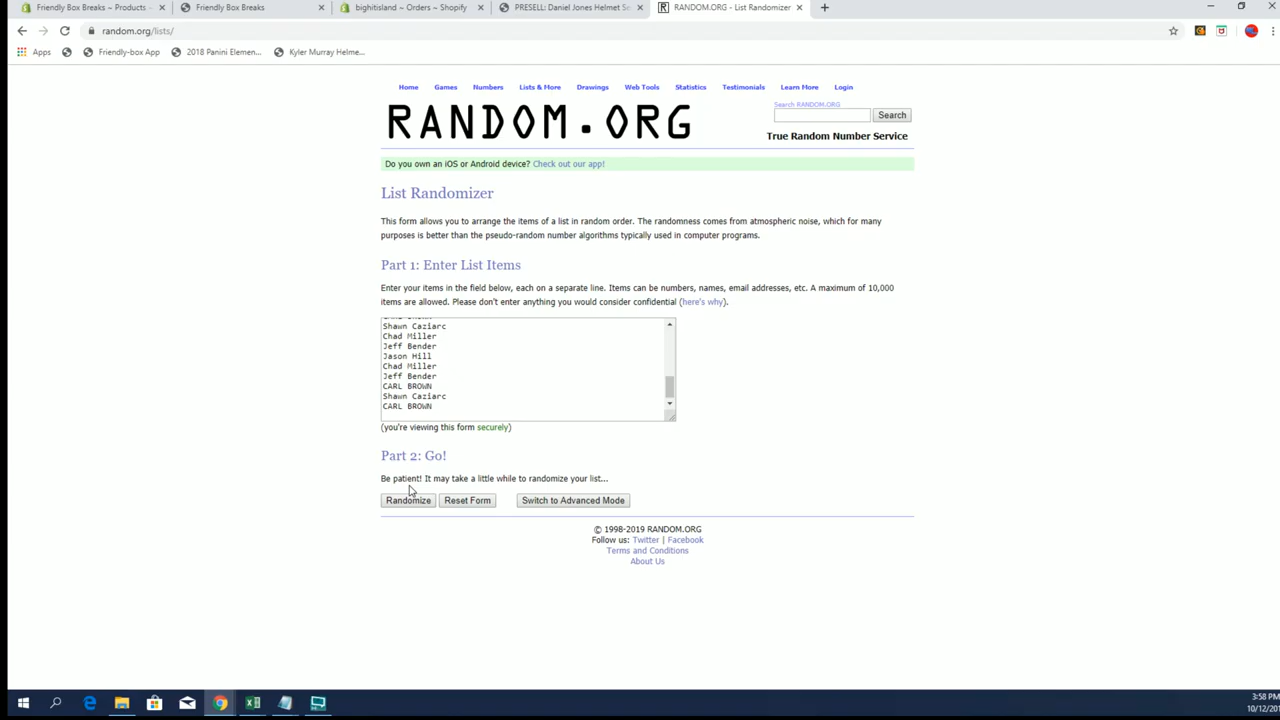 Friendly Box Breaks ~ Products ~
Friendly Box Breaks
bighitisland ~ Orders ~ Shopify
PRESELL: Daniel Jones Helmet Se
RANDOM.ORG - List Randomizer
random.org/lists/
Apps
Friendly-box App
2018 Panini Elemen...
Kyler Murray Helme...
Home Games Numbers Lists & More Drawings Web Tools Statistics Testimonials Learn More Login
RANDOM.ORG
Search RANDOM.ORG
Search
True Random Number Service
Do you own an iOS or Android device? Check out our app!
List Randomizer
This form allows you to arrange the items of a list in random order. The randomness comes from atmospheric noise, which for many
purposes is better than the pseudo-random number algorithms typically used in computer programs.
Part 1: Enter List Items
Enter your items in the field below, each on a separate line. Items can be numbers, names, email addresses, etc. A maximum of 10,000
items are allowed. Please don't enter anything you would consider confidential (here's why).
Shawn Caziarc
Chad Miller
Jeff Bender
Jason Hill
Chad Miller
Jeff Bender
CARL BROWN
Shawn Caziarc
CARL BROWN
(you're viewing this form securely)
Part 2: Go!
Be patient! It may take a little while to randomize your list...
Randomize Reset Form Switch to Advanced Mode
© 1998-2019 RANDOM.ORG
Follow us: Twitter | Facebook
Terms and Conditions
About Us
3:58 PM
10/12/201